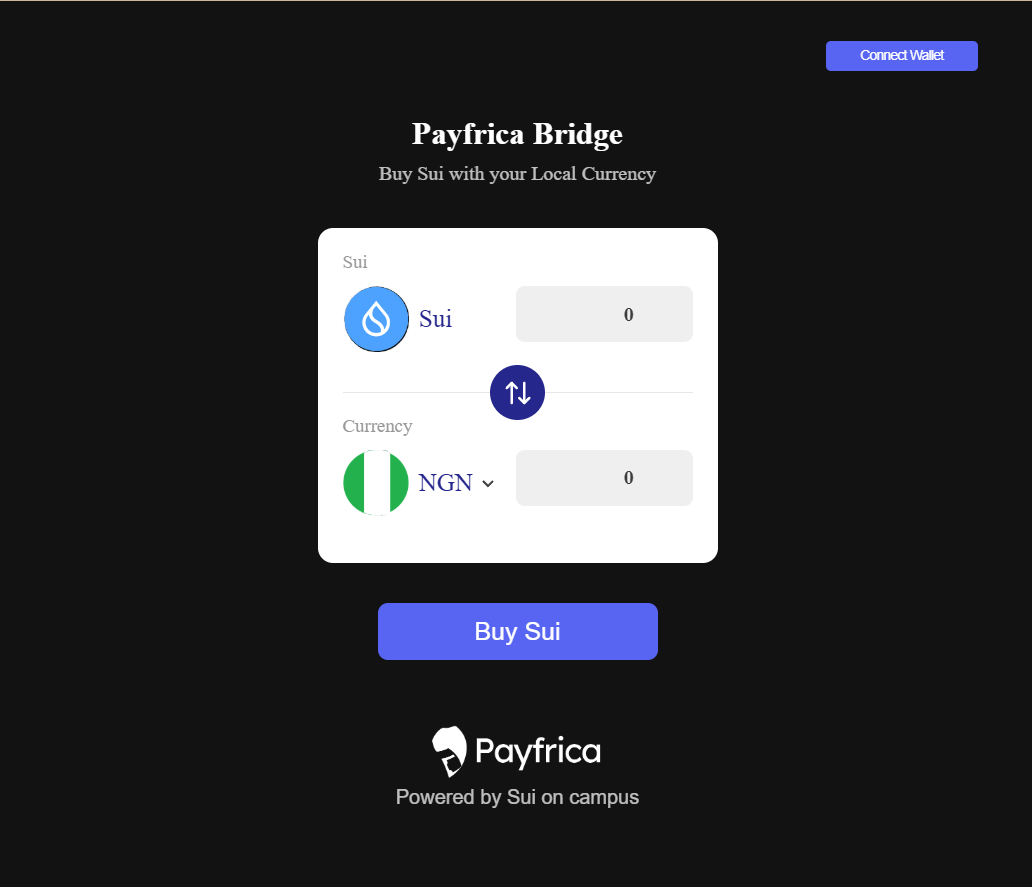 Connect Wallet
Payfrica Bridge
Buy Sui with your Local Currency
Sui
Sui
0
Currency
NGN
0
Buy Sui
Payfrica
Powered by Sui on campus